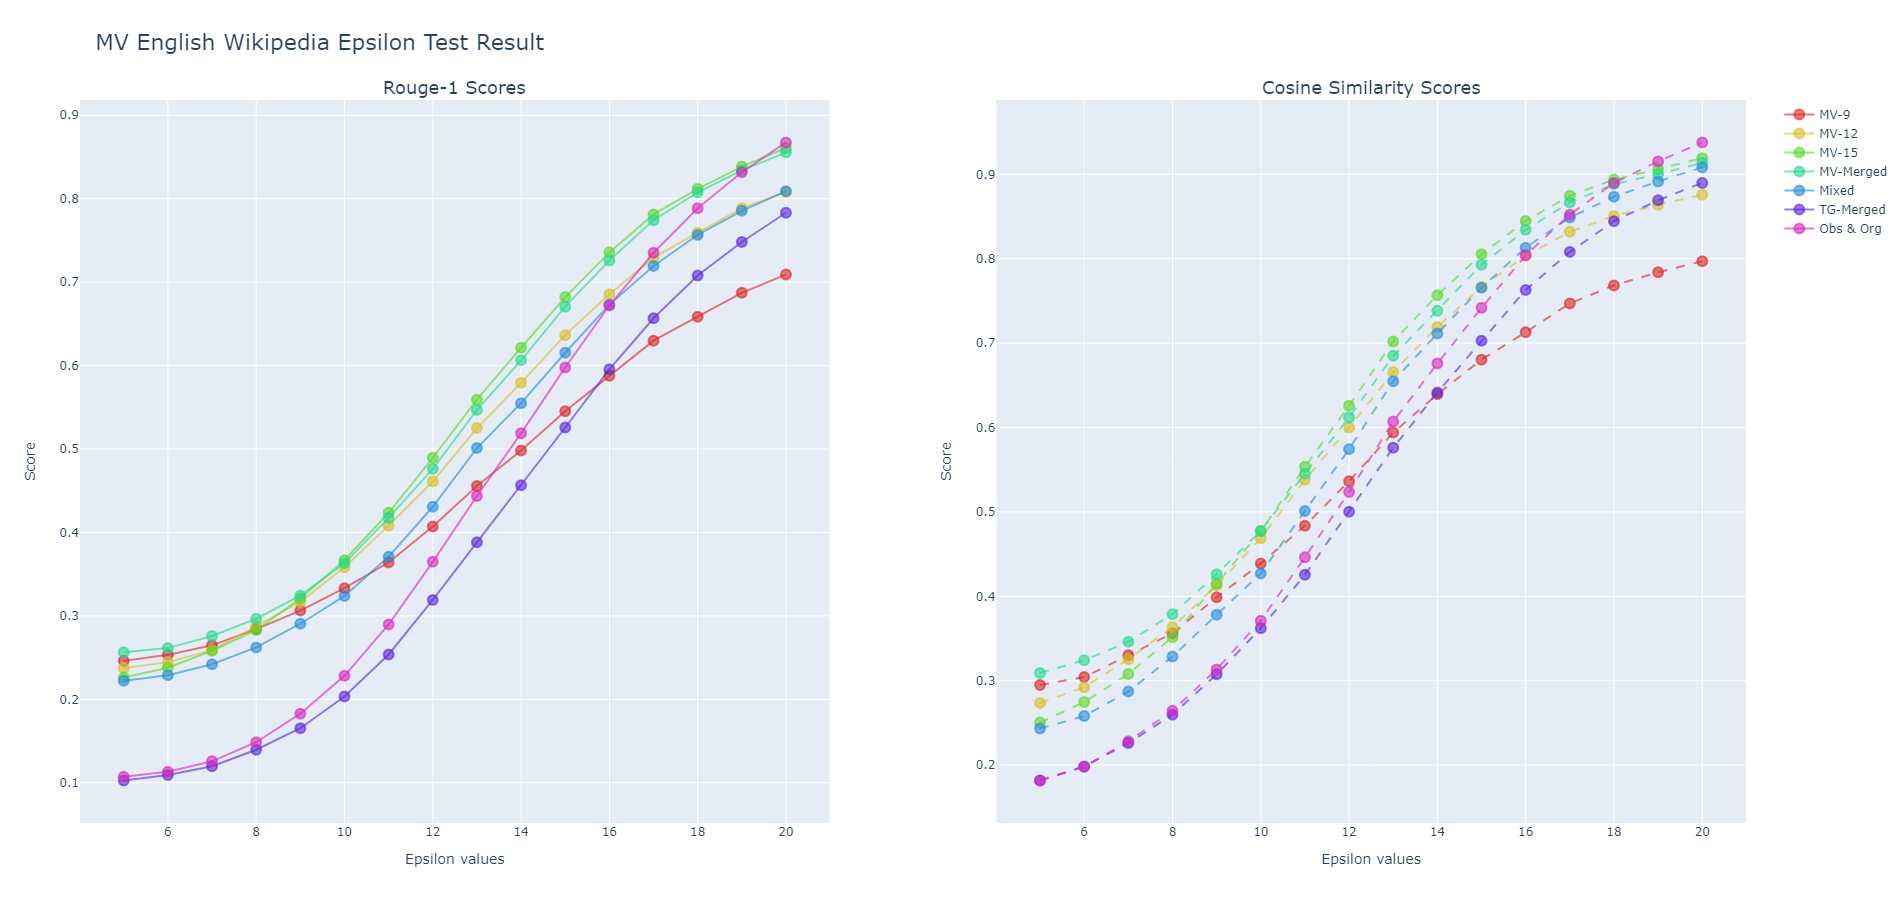 MV English Wikipedia Epsilon Test Result
Rouge-1 Scores
0.9
0.8
0.7
0.6
0.5
0.4
0.3
0.2
0.1
Score
6 8 10 12 14 16 18 20
Epsilon values
Cosine Similarity Scores
0.9
0.8
0.7
0.6
0.5
0.4
0.3
0.2
Score
6 8 10 12 14 16 18 20
Epsilon values
MV-9
MV-12
MV-15
MV-Merged
Mixed
TG-Merged
Obs & Org